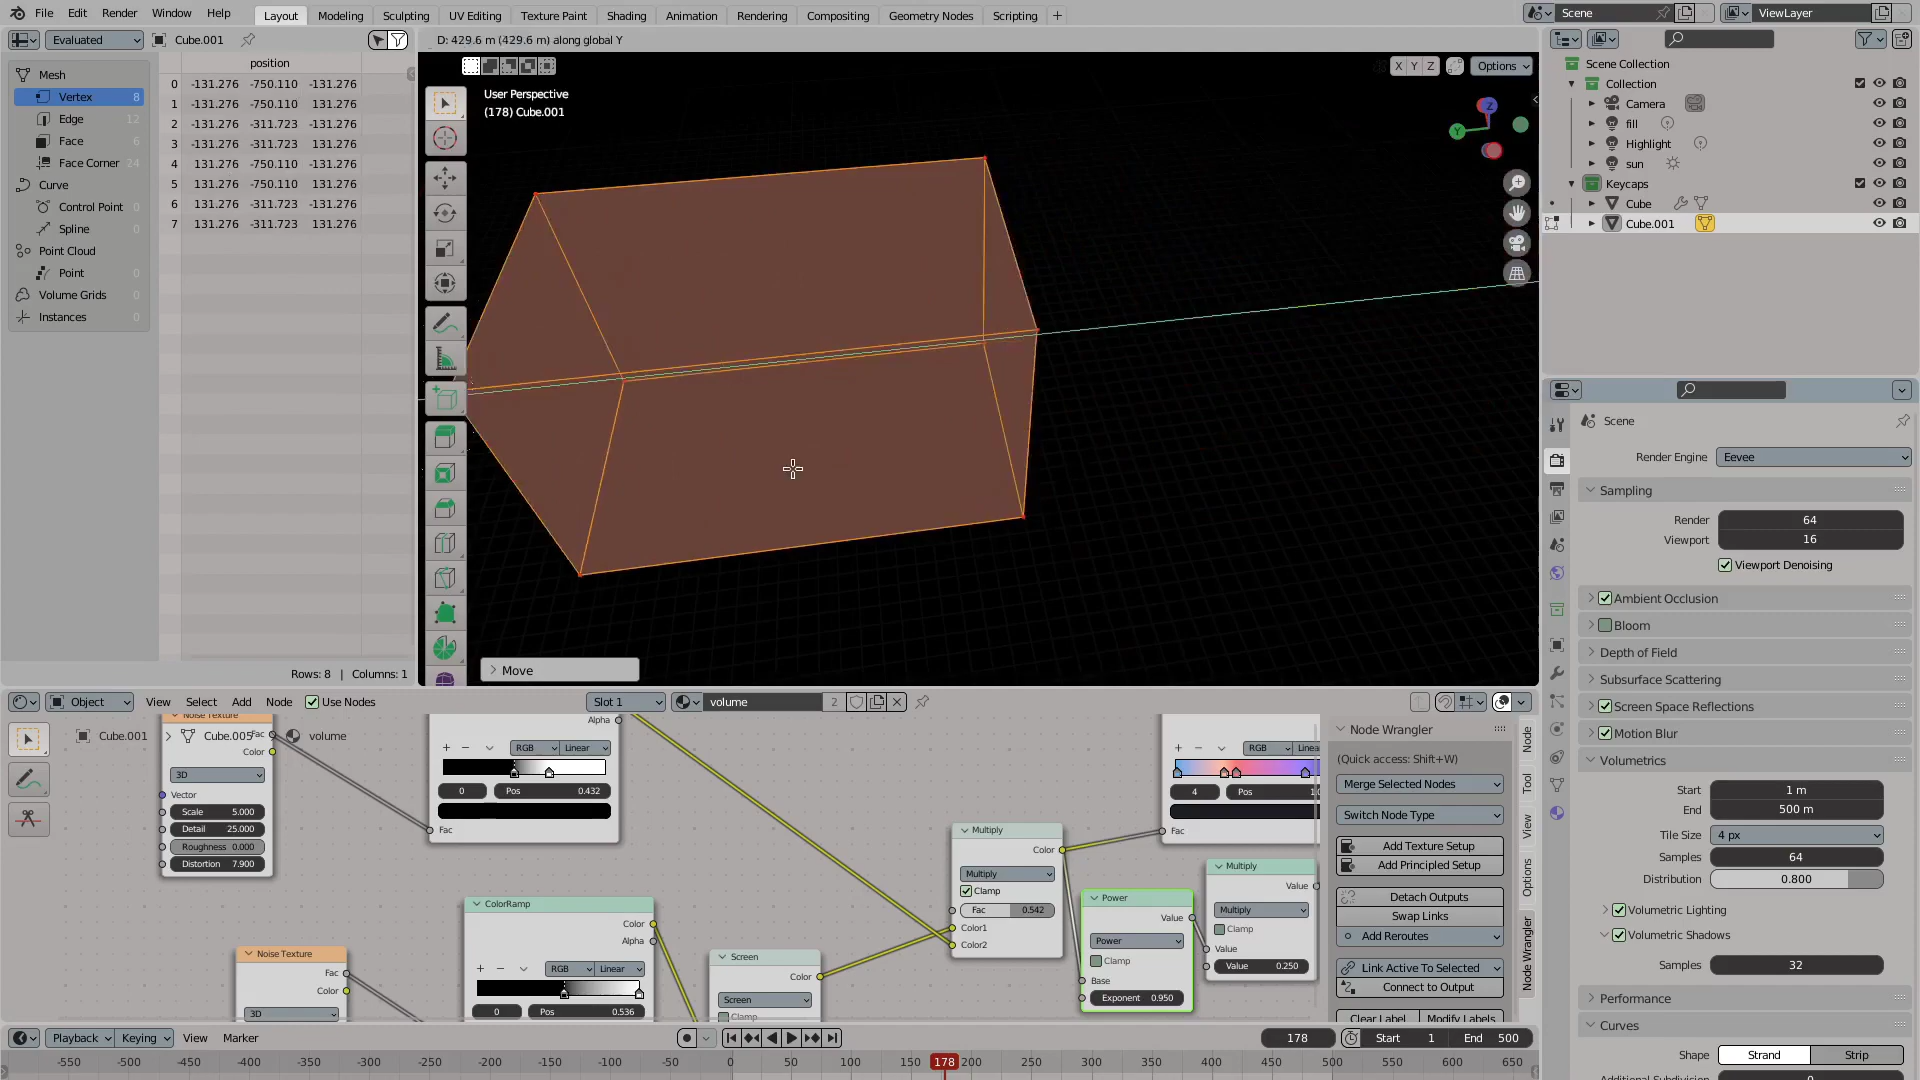 File Edit Render Window Help Layout Modeling Sculpting UV Editing Texture Paint Shading Animation Rendering Compositing Geometry Nodes Scripting + Scene ViewLayer
Evaluated Cube.001 D: 429.6 m (429.6 m) along global Y
position
Mesh
Vertex 8
Edge 12
Face 6
Face Corner 24
Curve
Control Point 0
Spline 0
Point Cloud
Point 0
Volume Grids 0
Instances 0
0 -131.276 -750.110 -131.276
1 -131.276 -750.110 131.276
2 -131.276 -311.723 -131.276
3 -131.276 -311.723 131.276
4 131.276 -750.110 -131.276
5 131.276 -750.110 131.276
6 131.276 -311.723 -131.276
7 131.276 -311.723 131.276
Rows: 8 | Columns: 1
X Y Z Options
User Perspective
(178) Cube.001
Z
Y
Move
Scene Collection
Collection
Camera
fill
Highlight
sun
Keycaps
Cube
Cube.001
Scene
Render Engine Eevee
Sampling
Render 64
Viewport 16
Viewport Denoising
Ambient Occlusion
Bloom
Depth of Field
Subsurface Scattering
Screen Space Reflections
Motion Blur
Volumetrics
Start 1 m
End 500 m
Tile Size 4 px
Samples 64
Distribution 0.800
Volumetric Lighting
Volumetric Shadows
Samples 32
Performance
Curves
Shape Strand Strip
Object View Select Add Node Use Nodes Slot 1 volume 2
Cube.001 Cube.005 volume
Noise Texture
Fac
Color
3D
Vector
Scale 5.000
Detail 25.000
Roughness 0.000
Distortion 7.900
Alpha
RGB Linear
0 Pos 0.432
Fac
Noise Texture
Fac
Color
3D
ColorRamp
Color
Alpha
RGB Linear
0 Pos 0.536
Screen
Color
Screen
Clamp
Multiply
Color
Multiply
Clamp
Fac 0.542
Color1
Color2
Power
Value
Power
Clamp
Base
Exponent 0.950
RGB
4 Pos
Fac
Multiply
Value
Multiply
Clamp
Value
Value 0.250
Node Wrangler
(Quick access: Shift+W)
Merge Selected Nodes
Switch Node Type
Add Texture Setup
Add Principled Setup
Detach Outputs
Swap Links
Add Reroutes
Link Active To Selected
Connect to Output
Clear Label Modify Labels
Node
Tool
View
Options
Node Wrangler
Playback Keying View Marker 178 Start 1 End 500
-550 -500 -450 -400 -350 -300 -250 -200 -150 -100 -50 0 50 100 150 178 250 300 350 400 450 500 550 600 650